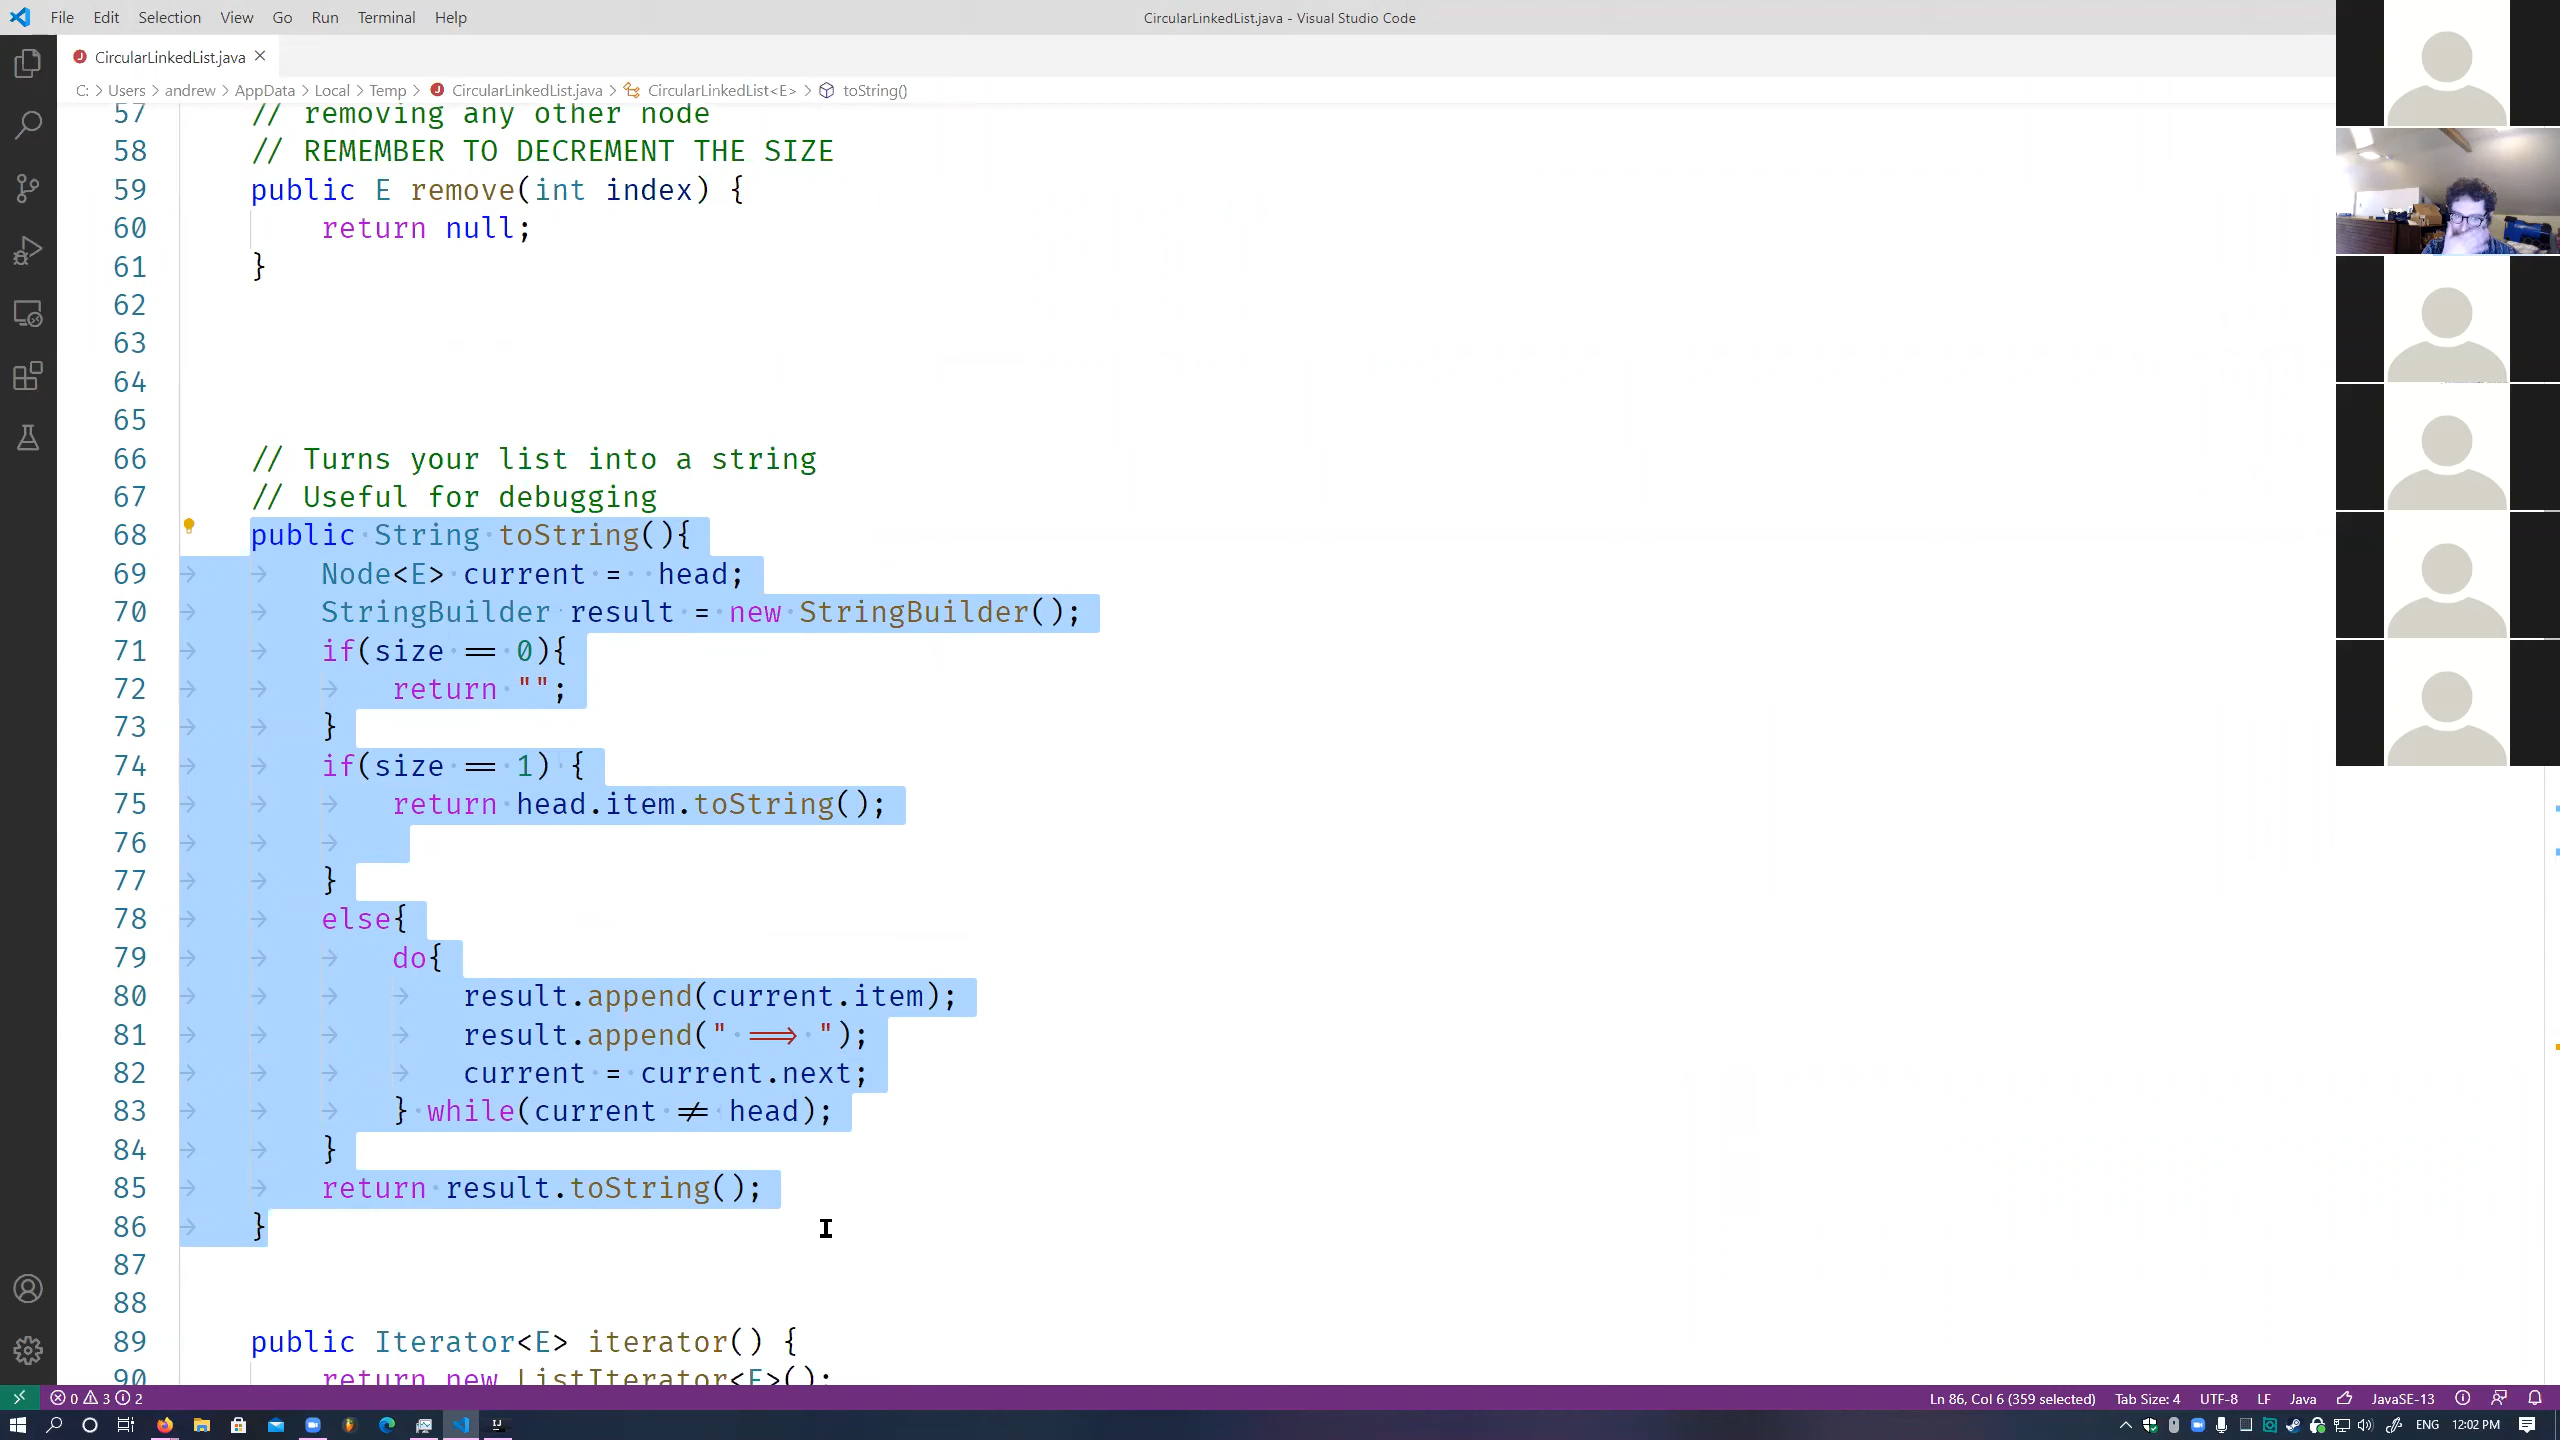 File Edit Selection View Go Run Terminal Help
CircularLinkedList.java - Visual Studio Code
CircularLinkedList.java
C: > Users > andrew > AppData > Local > Temp > CircularLinkedList.java > CircularLinkedList<E> > toString()
57 // removing any other node
58 // REMEMBER TO DECREMENT THE SIZE
59 public E remove(int index) {
60 return null;
61 }
62
63
64
65
66 // Turns your list into a string
67 // Useful for debugging
68 public String toString(){
69 Node<E> current =  head;
70 StringBuilder result = new StringBuilder();
71 if(size == 0){
72 return "";
73 }
74 if(size == 1) {
75 return head.item.toString();
76
77 }
78 else{
79 do{
80 result.append(current.item);
81 result.append(" ==> ");
82 current = current.next;
83 } while(current != head);
84 }
85 return result.toString();
86 }
87
88
89 public Iterator<E> iterator() {
90 return new ListIterator<E>();
0 3 2
Ln 86, Col 6 (359 selected) Tab Size: 4 UTF-8 LF Java JavaSE-13
ENG 12:02 PM